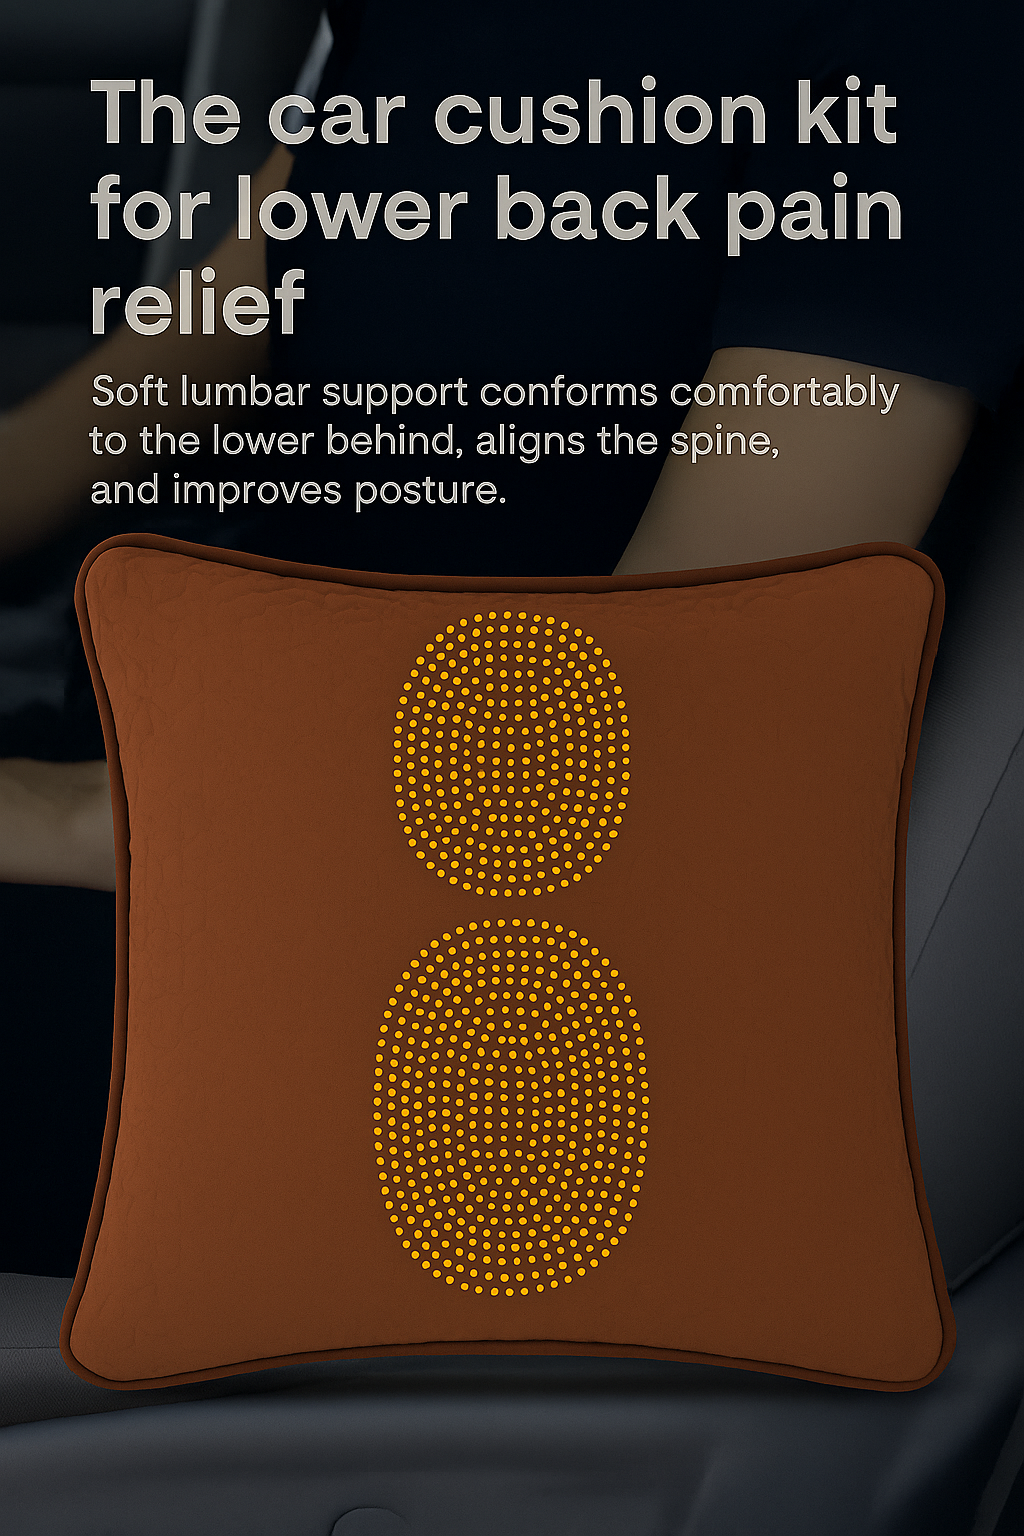 The car cushion kit
for lower back pain
relief
Soft lumbar support conforms comfortably
to the lower behind, aligns the spine,
and improves posture.